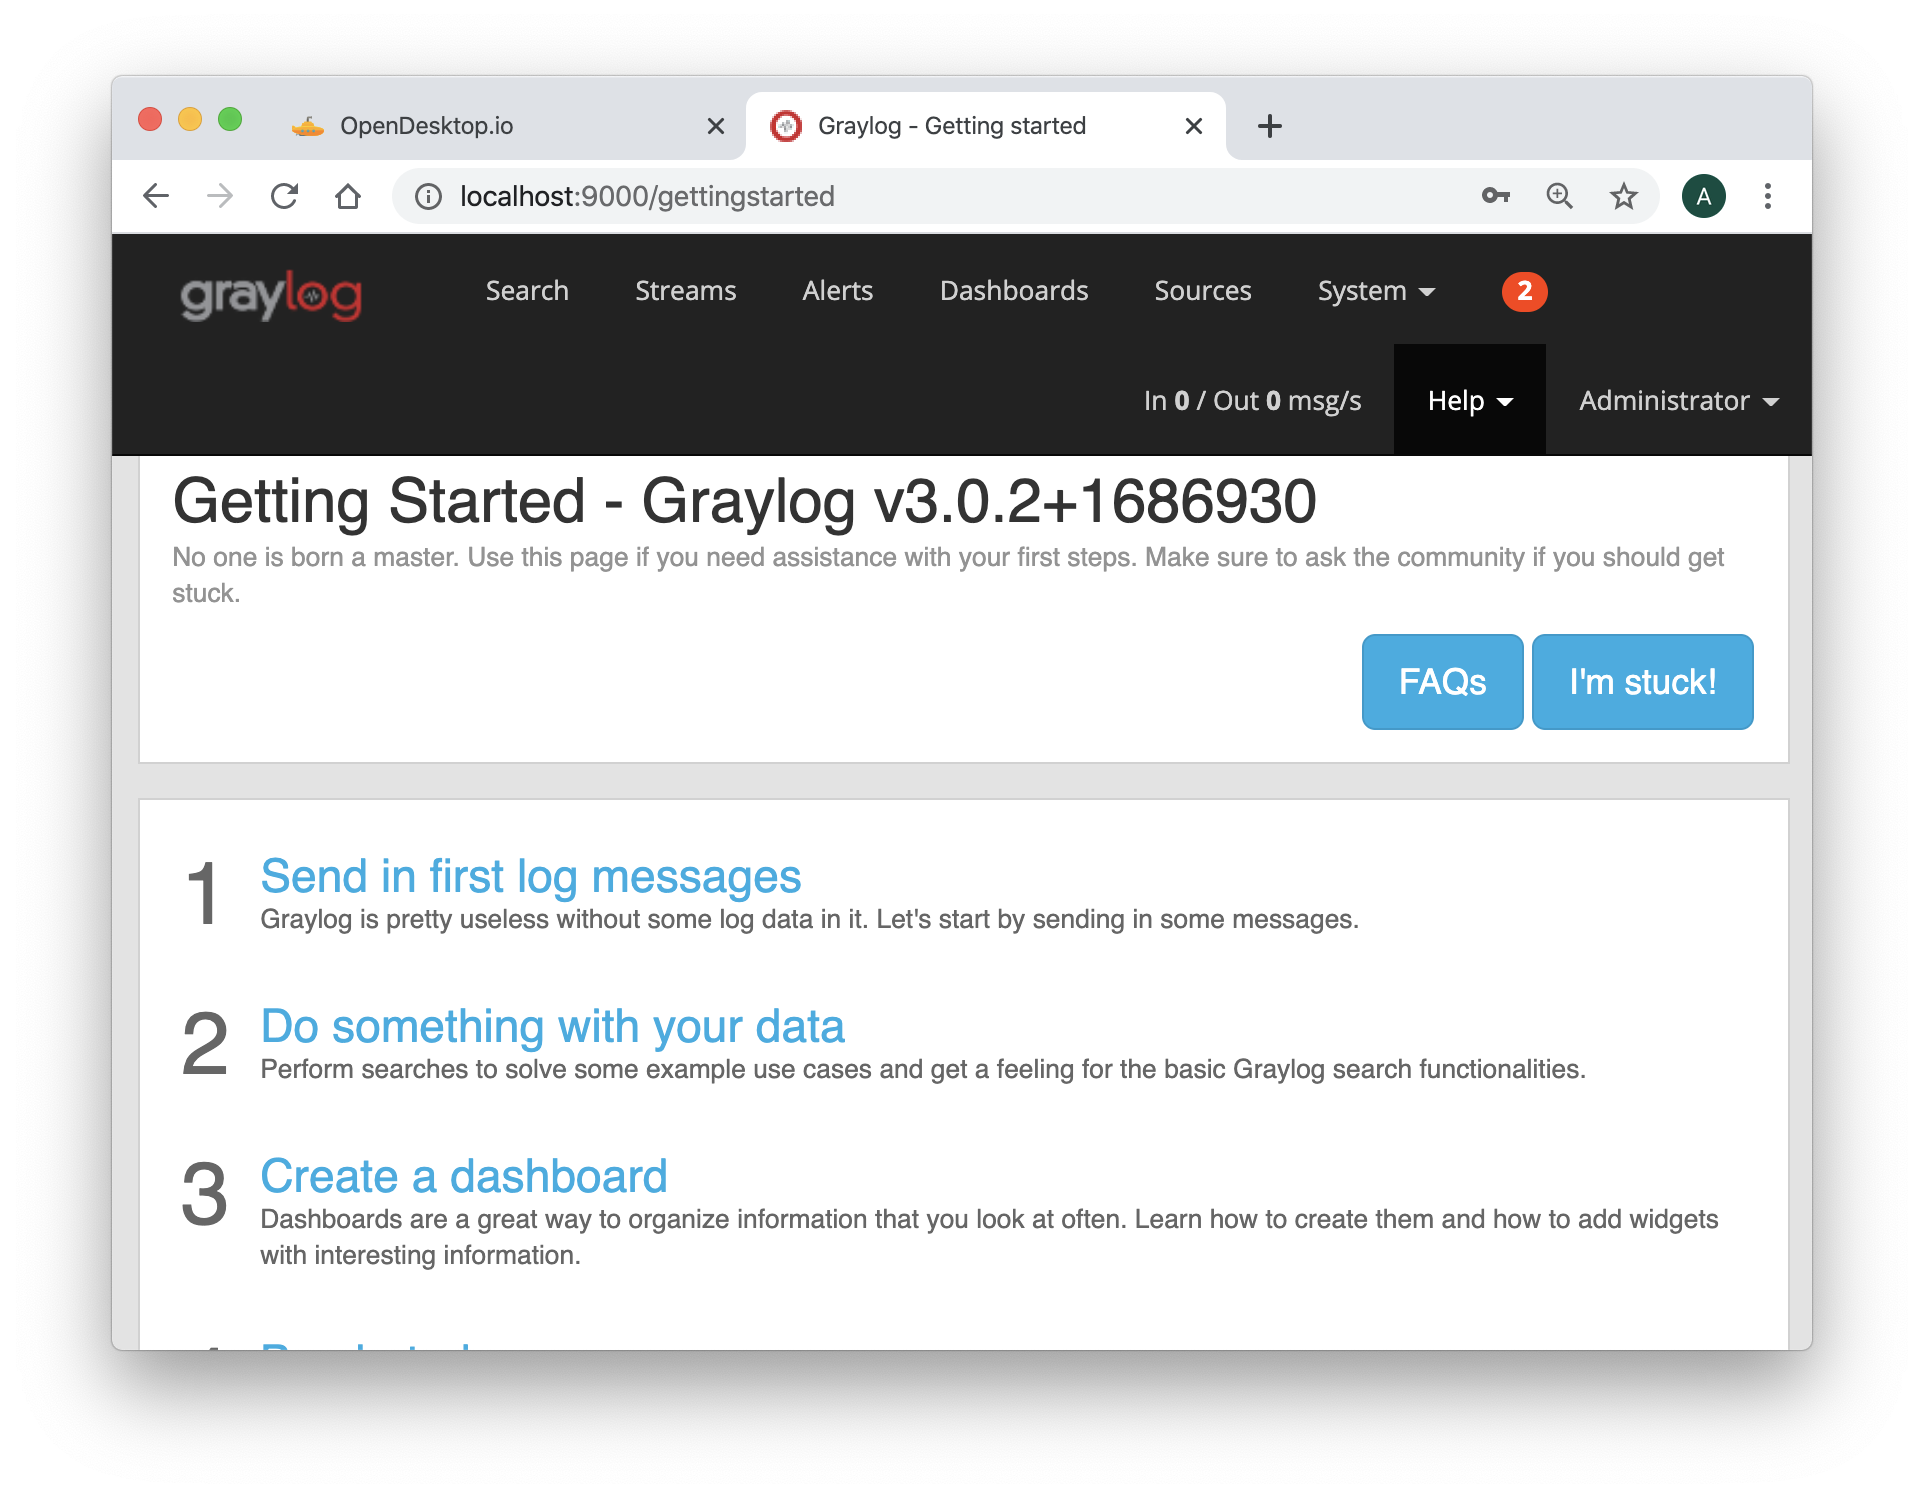 OpenDesktop.io
Graylog - Getting started
localhost:9000/gettingstarted
A
graylog
Search
Streams
Alerts
Dashboards
Sources
System
2
In 0 / Out 0 msg/s
Help
Administrator
Getting Started - Graylog v3.0.2+1686930
No one is born a master. Use this page if you need assistance with your first steps. Make sure to ask the community if you should get
stuck.
FAQs
I'm stuck!
1
Send in first log messages
Graylog is pretty useless without some log data in it. Let's start by sending in some messages.
2
Do something with your data
Perform searches to solve some example use cases and get a feeling for the basic Graylog search functionalities.
3
Create a dashboard
Dashboards are a great way to organize information that you look at often. Learn how to create them and how to add widgets
with interesting information.